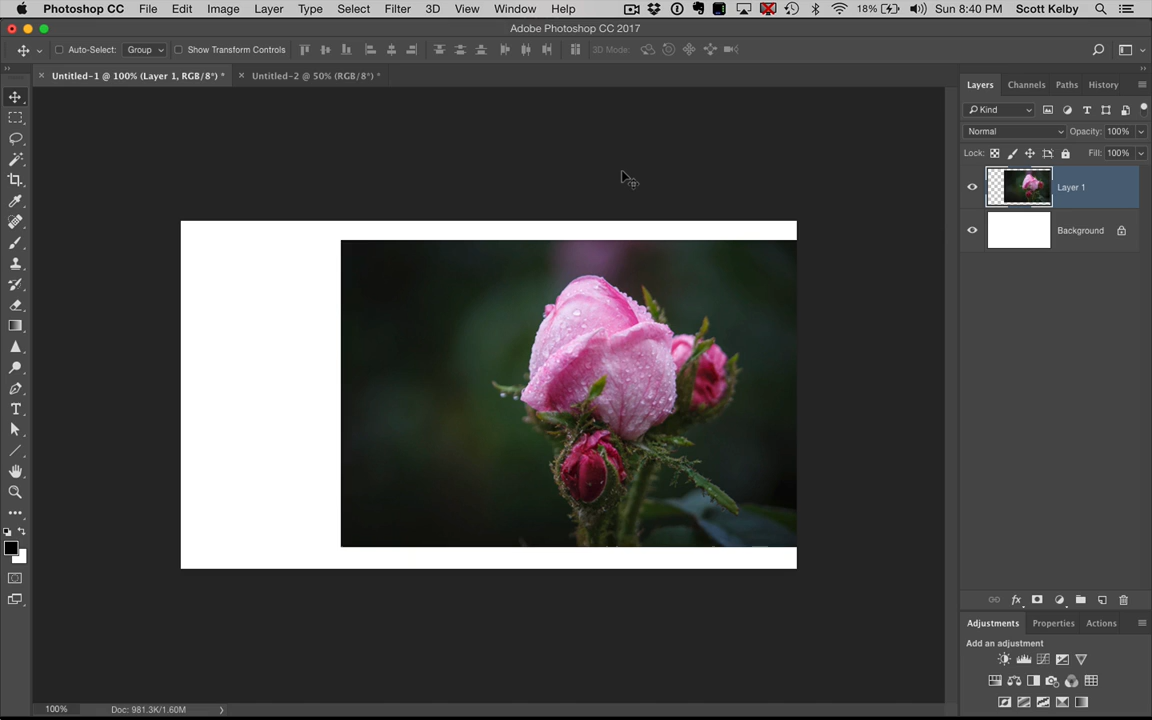 Photoshop CC File Edit Image Layer Type Select Filter 3D View Window Help 18% Sun 8:40 PM Scott Kelby
Adobe Photoshop CC 2017
Auto-Select: Group Show Transform Controls 3D Mode:
× Untitled-1 @ 100% (Layer 1, RGB/8*) * × Untitled-2 @ 50% (RGB/8*) *
Layers Channels Paths History
Kind
Normal Opacity: 100%
Lock: Fill: 100%
Layer 1
Background
fx
Adjustments Properties Actions
Add an adjustment
100% Doc: 981.3K/1.60M